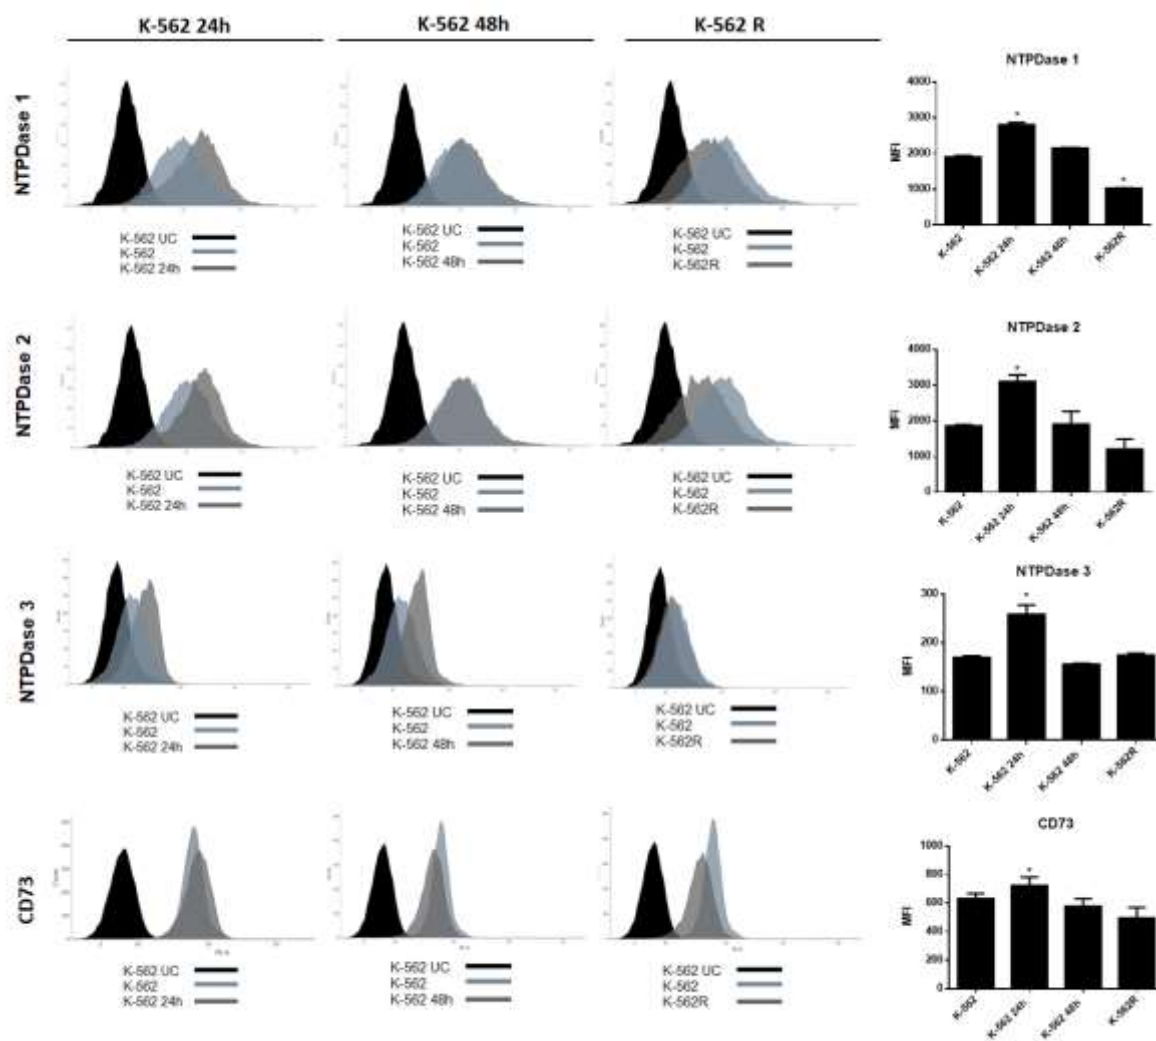 K-562 24h
K-562 48h
K-562 R
NTPDase 1
K-562 UC
K-562
K-562 24h
K-562 UC
K-562
K-562 48h
K-562 UC
K-562
K-562R
NTPDase 1
MFI
4000
3000
2000
1000
0
*
*
K-562
K-562 24h
K-562 48h
K-562R
NTPDase 2
K-562 UC
K-562
K-562 24h
K-562 UC
K-562
K-562 48h
K-562 UC
K-562
K-562R
NTPDase 2
MFI
4000
3000
2000
1000
0
*
K-562
K-562 24h
K-562 48h
K-562R
NTPDase 3
K-562 UC
K-562
K-562 24h
K-562 UC
K-562
K-562 48h
K-562 UC
K-562
K-562R
NTPDase 3
MFI
300
200
100
0
*
K-562
K-562 24h
K-562 48h
K-562R
CD73
K-562 UC
K-562
K-562 24h
K-562 UC
K-562
K-562 48h
K-562 UC
K-562
K-562R
CD73
MFI
1000
800
600
400
200
0
*
K-562
K-562 24h
K-562 48h
K-562R